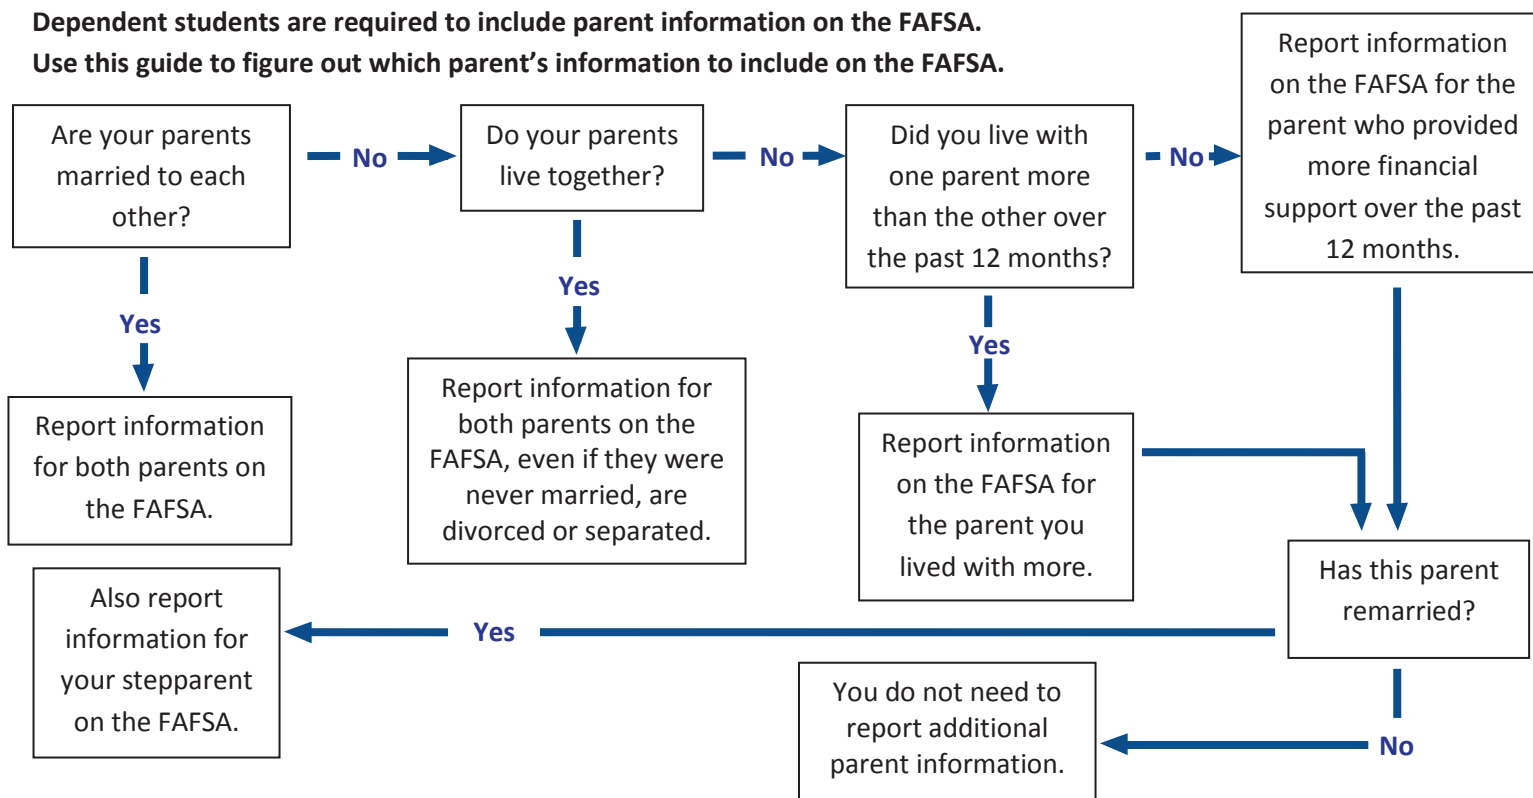 Dependent students are required to include parent information on the FAFSA.
Use this guide to figure out which parent’s information to include on the FAFSA.
Are your parents
married to each
other?
No
Do your parents
live together?
No
Did you live with
one parent more
than the other over
the past 12 months?
No
Report information
on the FAFSA for the
parent who provided
more financial
support over the past
12 months.
Yes
Report information
for both parents on
the FAFSA.
Yes
Report information for
both parents on the
FAFSA, even if they were
never married, are
divorced or separated.
Yes
Report information
on the FAFSA for
the parent you
lived with more.
Has this parent
remarried?
Yes
Also report
information for
your stepparent
on the FAFSA.
No
You do not need to
report additional
parent information.